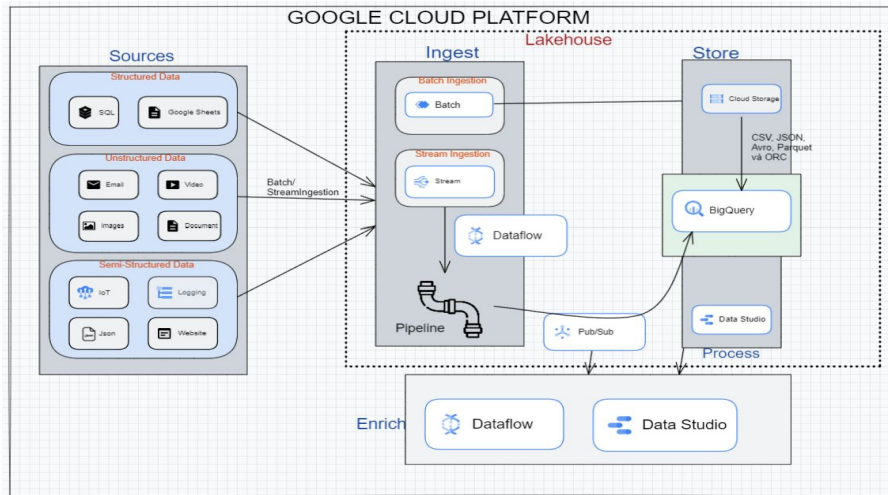 GOOGLE CLOUD PLATFORM
Lakehouse
Sources
Ingest
Store
Structured Data
SQL
Google Sheets
Unstructured Data
Email
Video
Images
Document
Semi-Structured Data
IoT
Logging
Json
Website
Batch/
StreamIngestion
Batch Ingestion
Batch
Stream Ingestion
Stream
Dataflow
Pipeline
Pub/Sub
Cloud Storage
CSV, JSON,
Avro, Parquet
và ORC
BigQuery
Data Studio
Process
Enrich
Dataflow
Data Studio